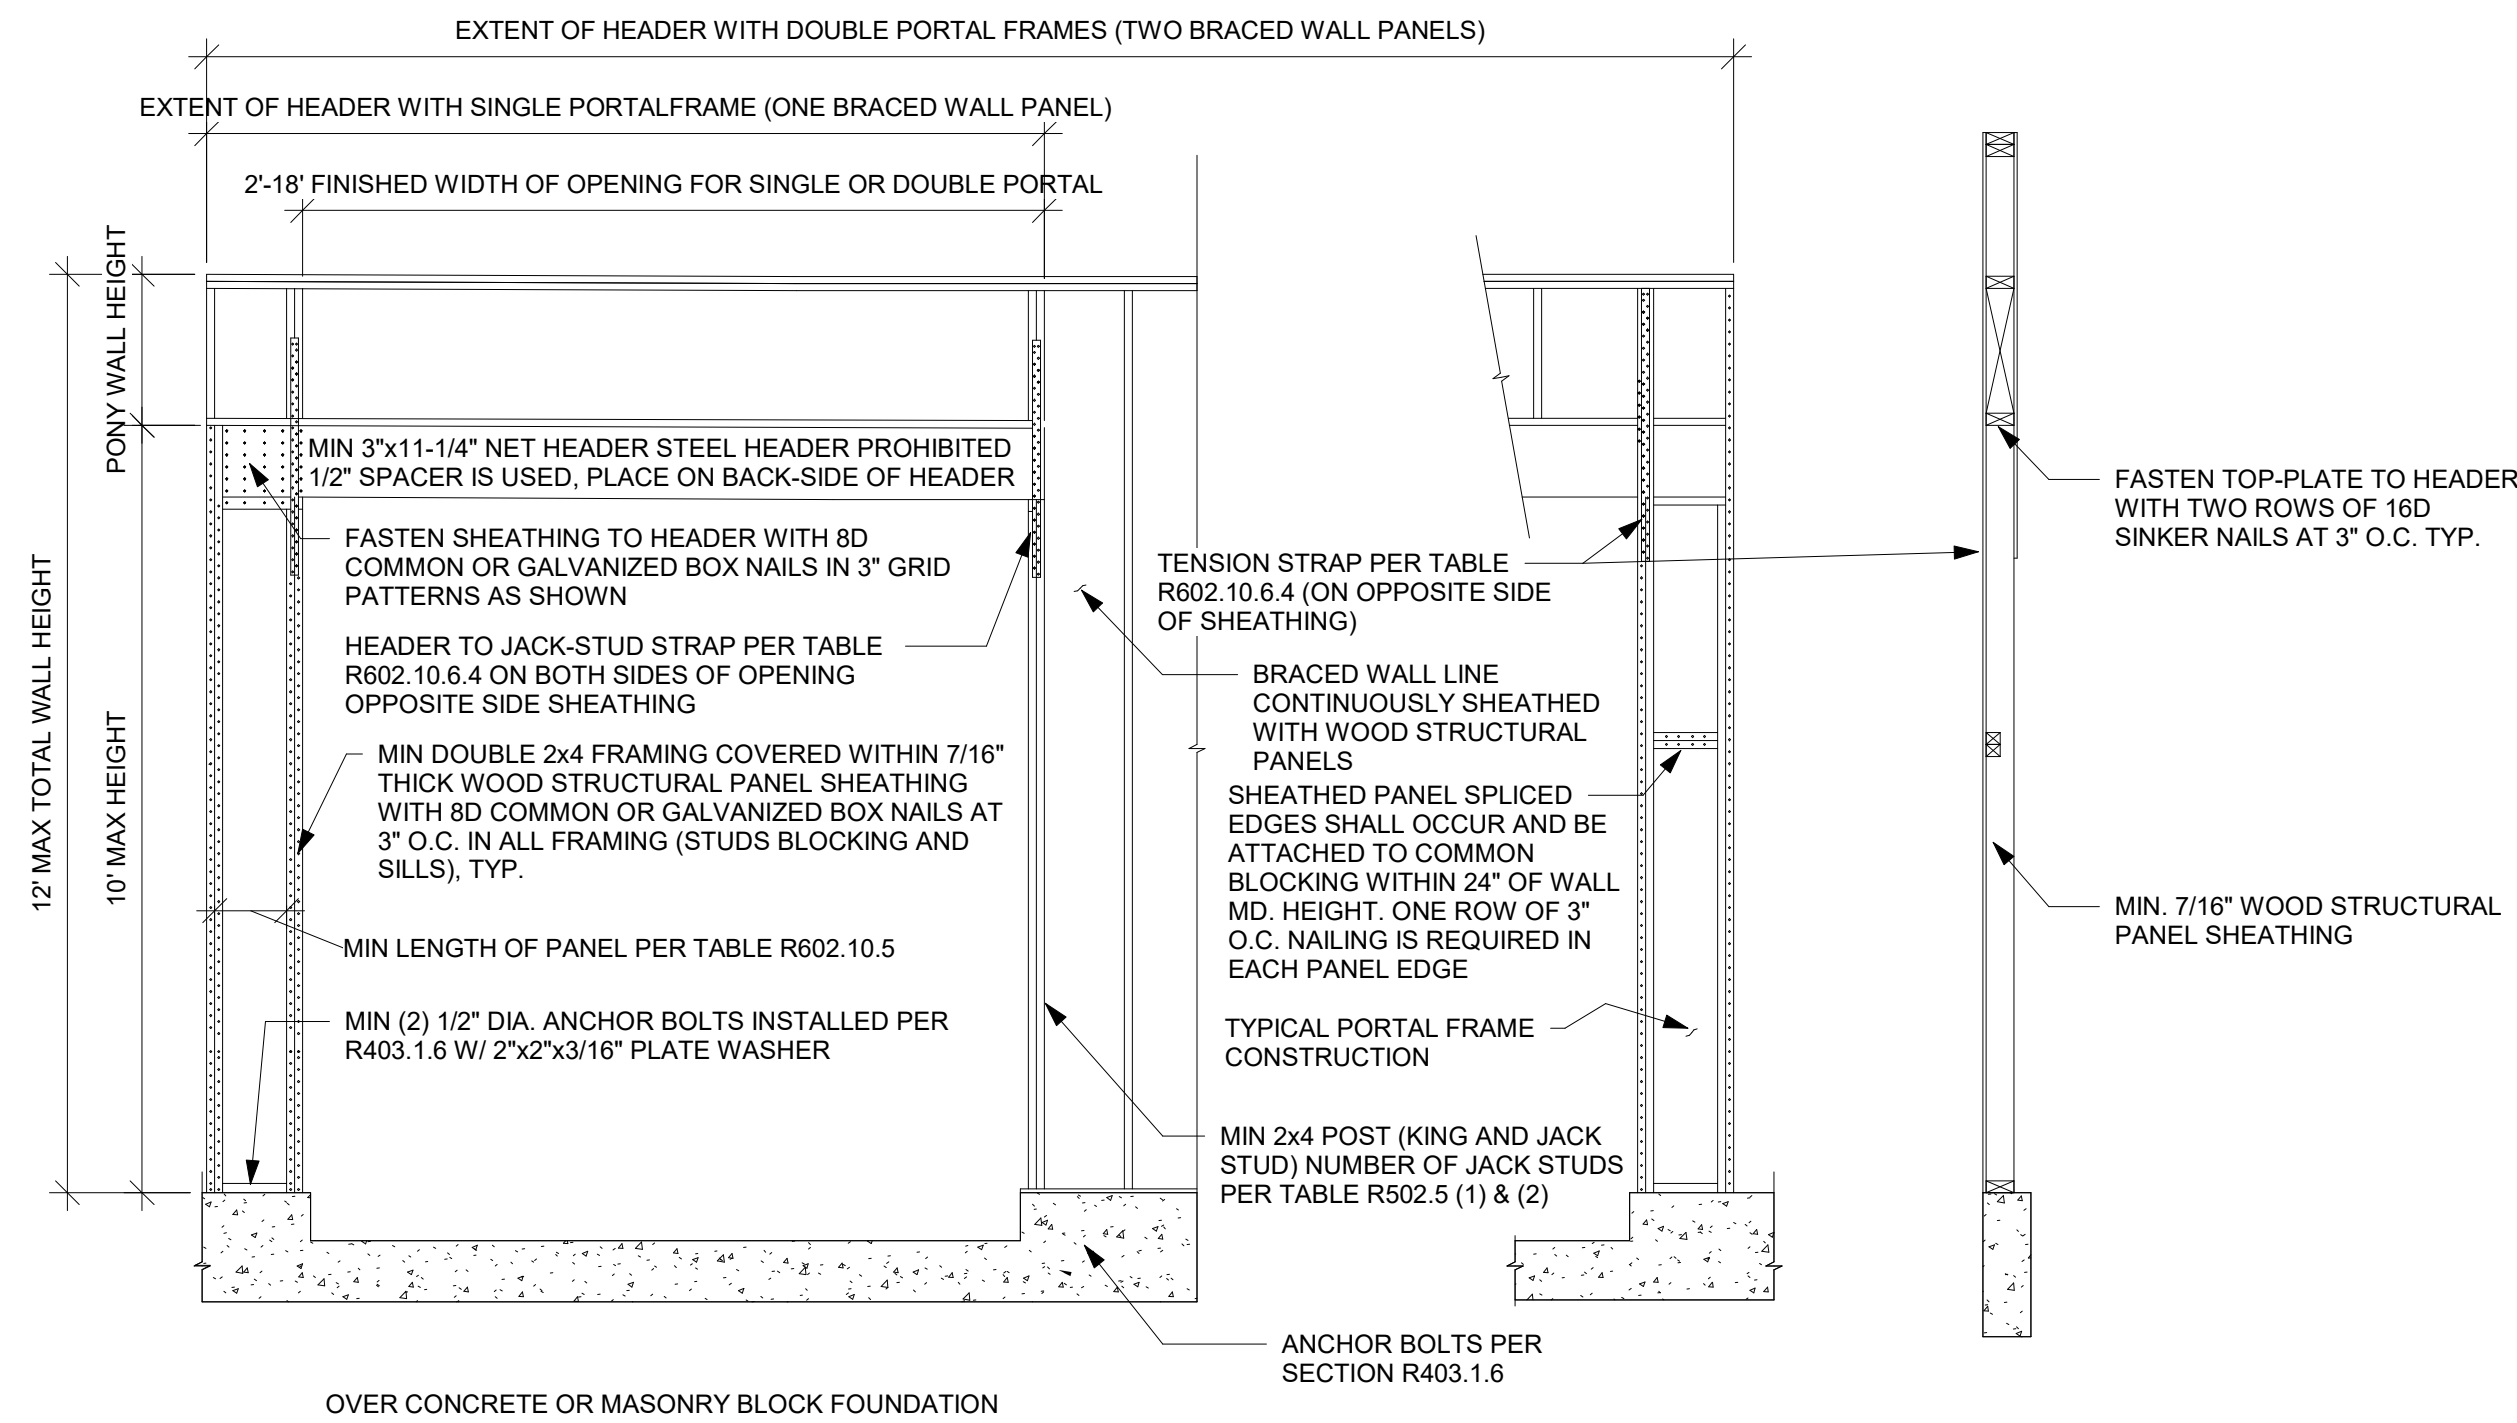 EXTENT OF HEADER WITH DOUBLE PORTAL FRAMES (TWO BRACED WALL PANELS)
EXTENT OF HEADER WITH SINGLE PORTALFRAME (ONE BRACED WALL PANEL)
2'-18' FINISHED WIDTH OF OPENING FOR SINGLE OR DOUBLE PORTAL
PONY WALL HEIGHT
12' MAX TOTAL WALL HEIGHT
10' MAX HEIGHT
MIN 3"x11-1/4" NET HEADER STEEL HEADER PROHIBITED
1/2" SPACER IS USED, PLACE ON BACK-SIDE OF HEADER
FASTEN SHEATHING TO HEADER WITH 8D
COMMON OR GALVANIZED BOX NAILS IN 3" GRID
PATTERNS AS SHOWN
HEADER TO JACK-STUD STRAP PER TABLE
R602.10.6.4 ON BOTH SIDES OF OPENING
OPPOSITE SIDE SHEATHING
MIN DOUBLE 2x4 FRAMING COVERED WITHIN 7/16"
THICK WOOD STRUCTURAL PANEL SHEATHING
WITH 8D COMMON OR GALVANIZED BOX NAILS AT
3" O.C. IN ALL FRAMING (STUDS BLOCKING AND
SILLS), TYP.
MIN LENGTH OF PANEL PER TABLE R602.10.5
MIN (2) 1/2" DIA. ANCHOR BOLTS INSTALLED PER
R403.1.6 W/ 2"x2"x3/16" PLATE WASHER
TENSION STRAP PER TABLE
R602.10.6.4 (ON OPPOSITE SIDE
OF SHEATHING)
BRACED WALL LINE
CONTINUOUSLY SHEATHED
WITH WOOD STRUCTURAL
PANELS
SHEATHED PANEL SPLICED
EDGES SHALL OCCUR AND BE
ATTACHED TO COMMON
BLOCKING WITHIN 24" OF WALL
MD. HEIGHT. ONE ROW OF 3"
O.C. NAILING IS REQUIRED IN
EACH PANEL EDGE
TYPICAL PORTAL FRAME
CONSTRUCTION
MIN 2x4 POST (KING AND JACK
STUD) NUMBER OF JACK STUDS
PER TABLE R502.5 (1) & (2)
ANCHOR BOLTS PER
SECTION R403.1.6
FASTEN TOP-PLATE TO HEADER
WITH TWO ROWS OF 16D
SINKER NAILS AT 3" O.C. TYP.
MIN. 7/16" WOOD STRUCTURAL
PANEL SHEATHING
OVER CONCRETE OR MASONRY BLOCK FOUNDATION